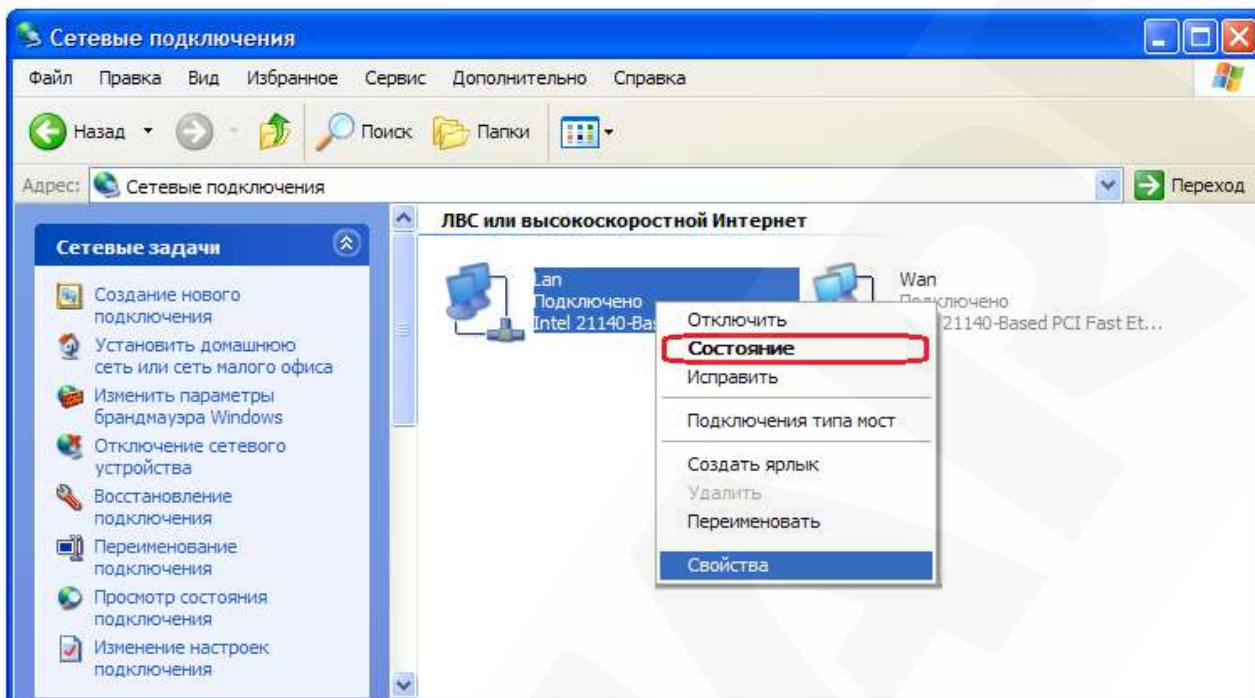 Сетевые подключения
Файл Правка Вид Избранное Сервис Дополнительно Справка
Назад Поиск Папки
Адрес: Сетевые подключения Переход
Сетевые задачи
Создание нового
подключения
Установить домашнюю
сеть или сеть малого офиса
Изменить параметры
брандмауэра Windows
Отключение сетевого
устройства
Восстановление
подключения
Переименование
подключения
Просмотр состояния
подключения
Изменение настроек
подключения
ЛВС или высокоскоростной Интернет
Lan
Подключено
Intel 21140-Ba
Wan
Подключено
21140-Based PCI Fast Et...
Отключить
Состояние
Исправить
Подключения типа мост
Создать ярлык
Удалить
Переименовать
Свойства